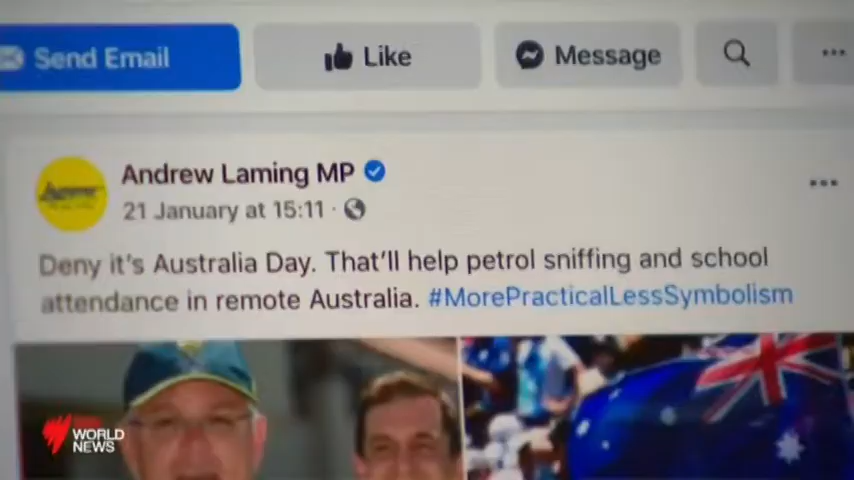 Send Email
Like
Message
Andrew Laming MP
21 January at 15:11 ·
Deny it's Australia Day. That'll help petrol sniffing and school
attendance in remote Australia. #MorePracticalLessSymbolism
WORLD
NEWS